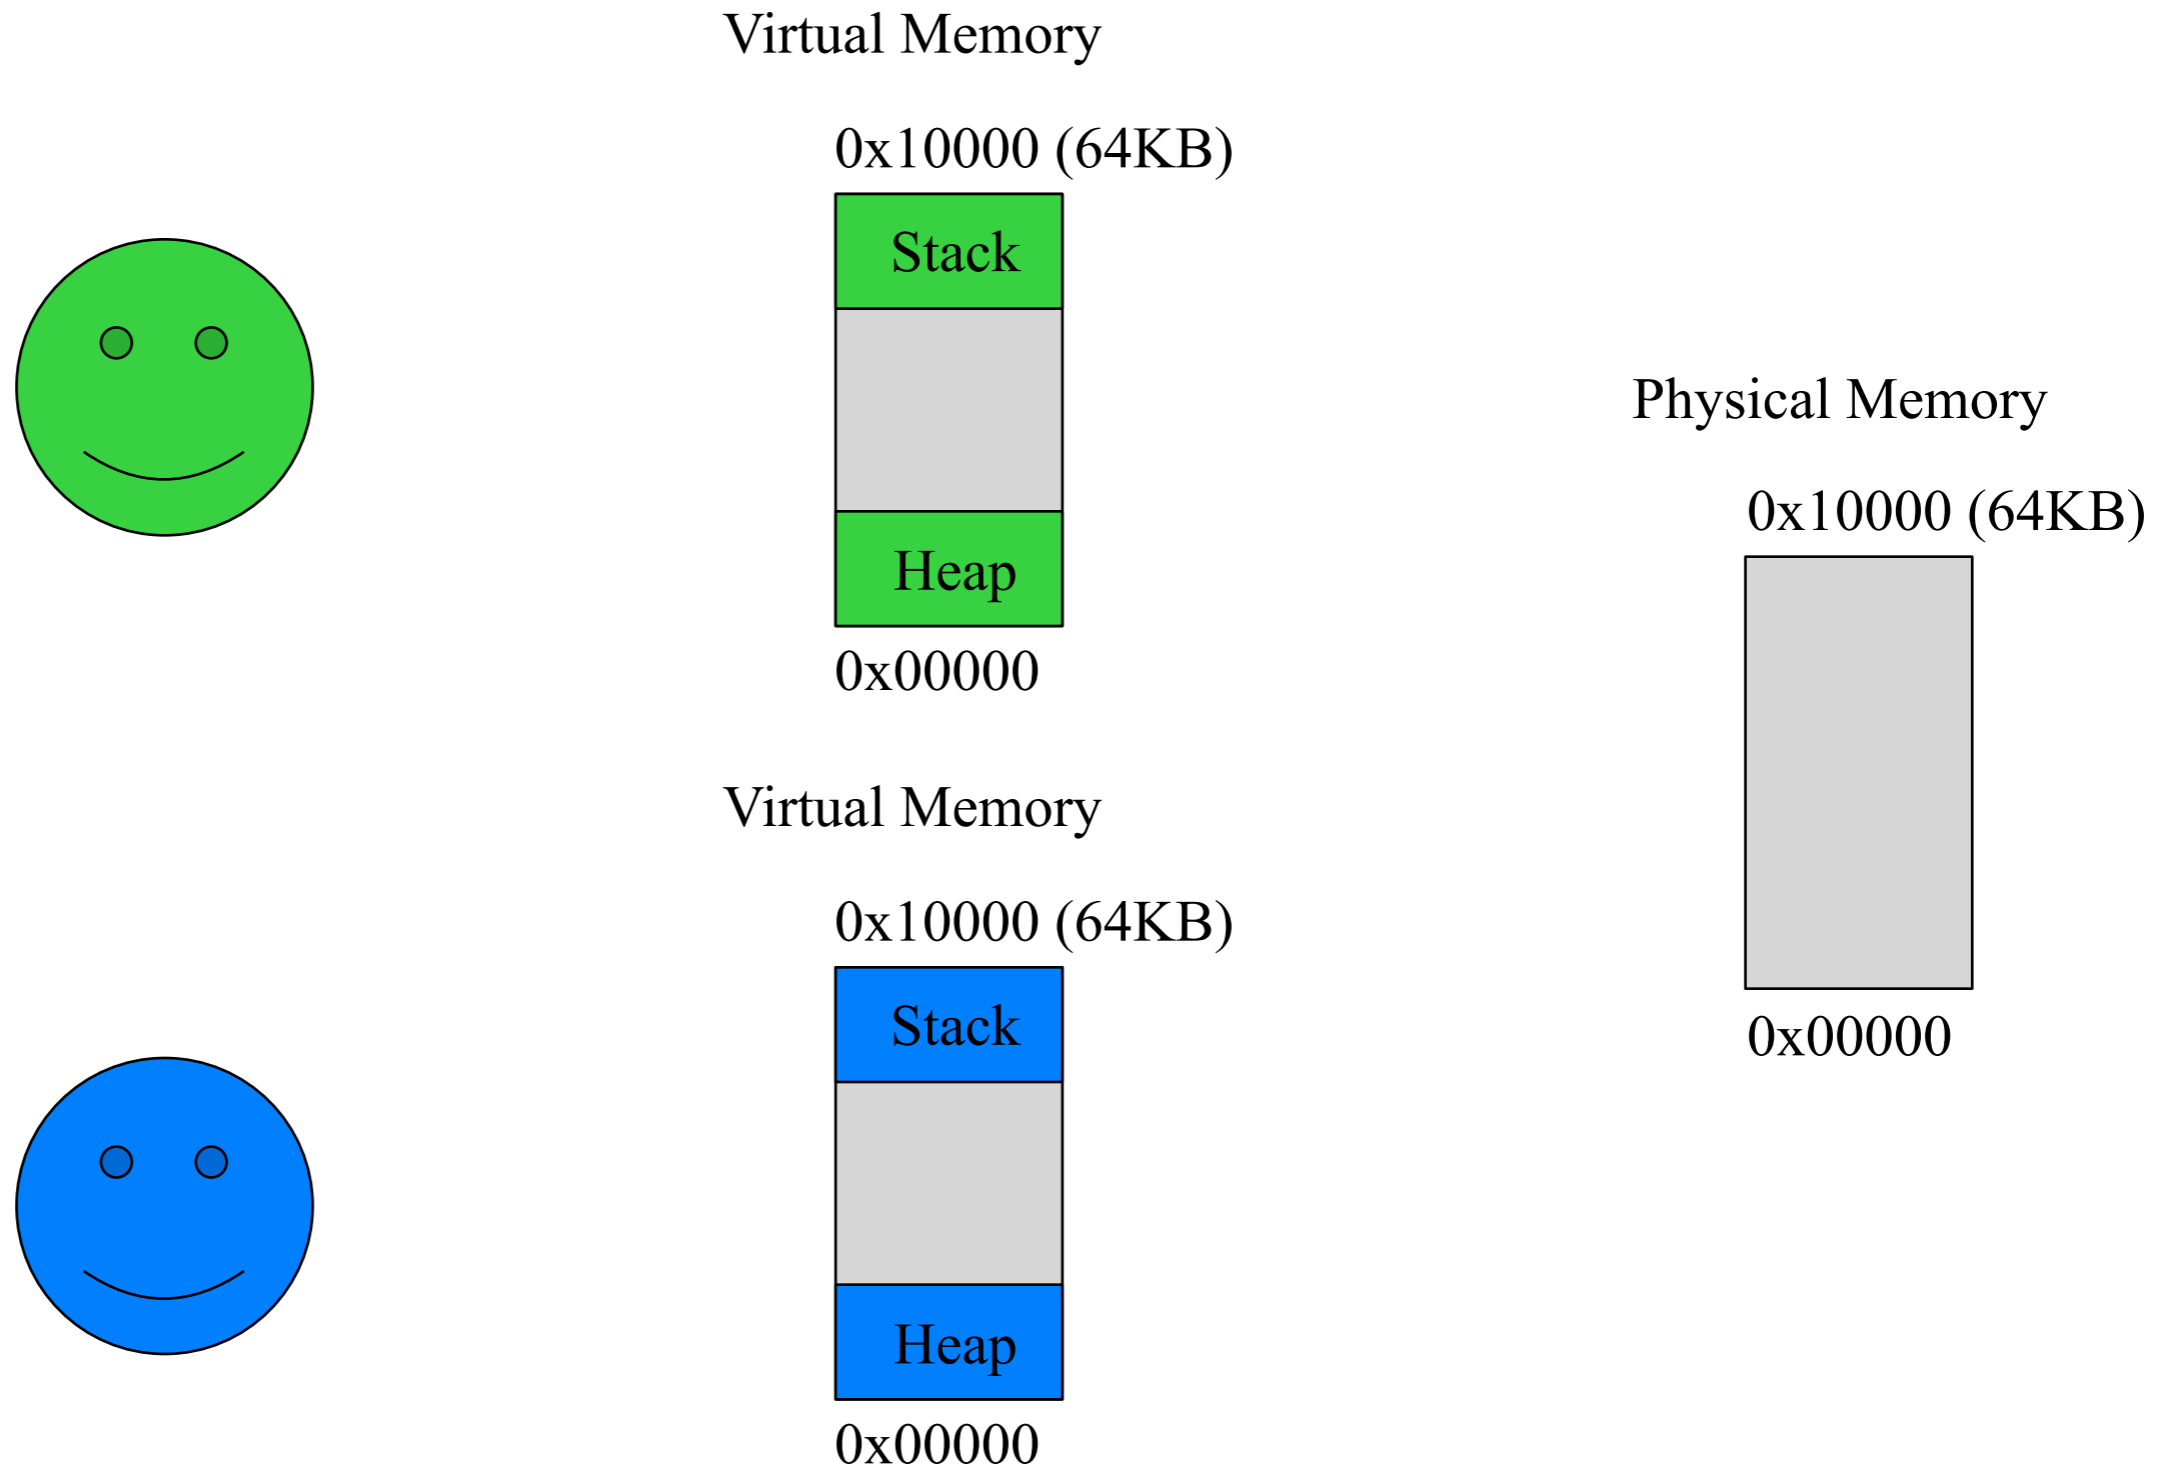 Virtual Memory
0x10000 (64KB)
Stack
Heap
0x00000
Virtual Memory
0x10000 (64KB)
Stack
Heap
0x00000
Physical Memory
0x10000 (64KB)
0x00000